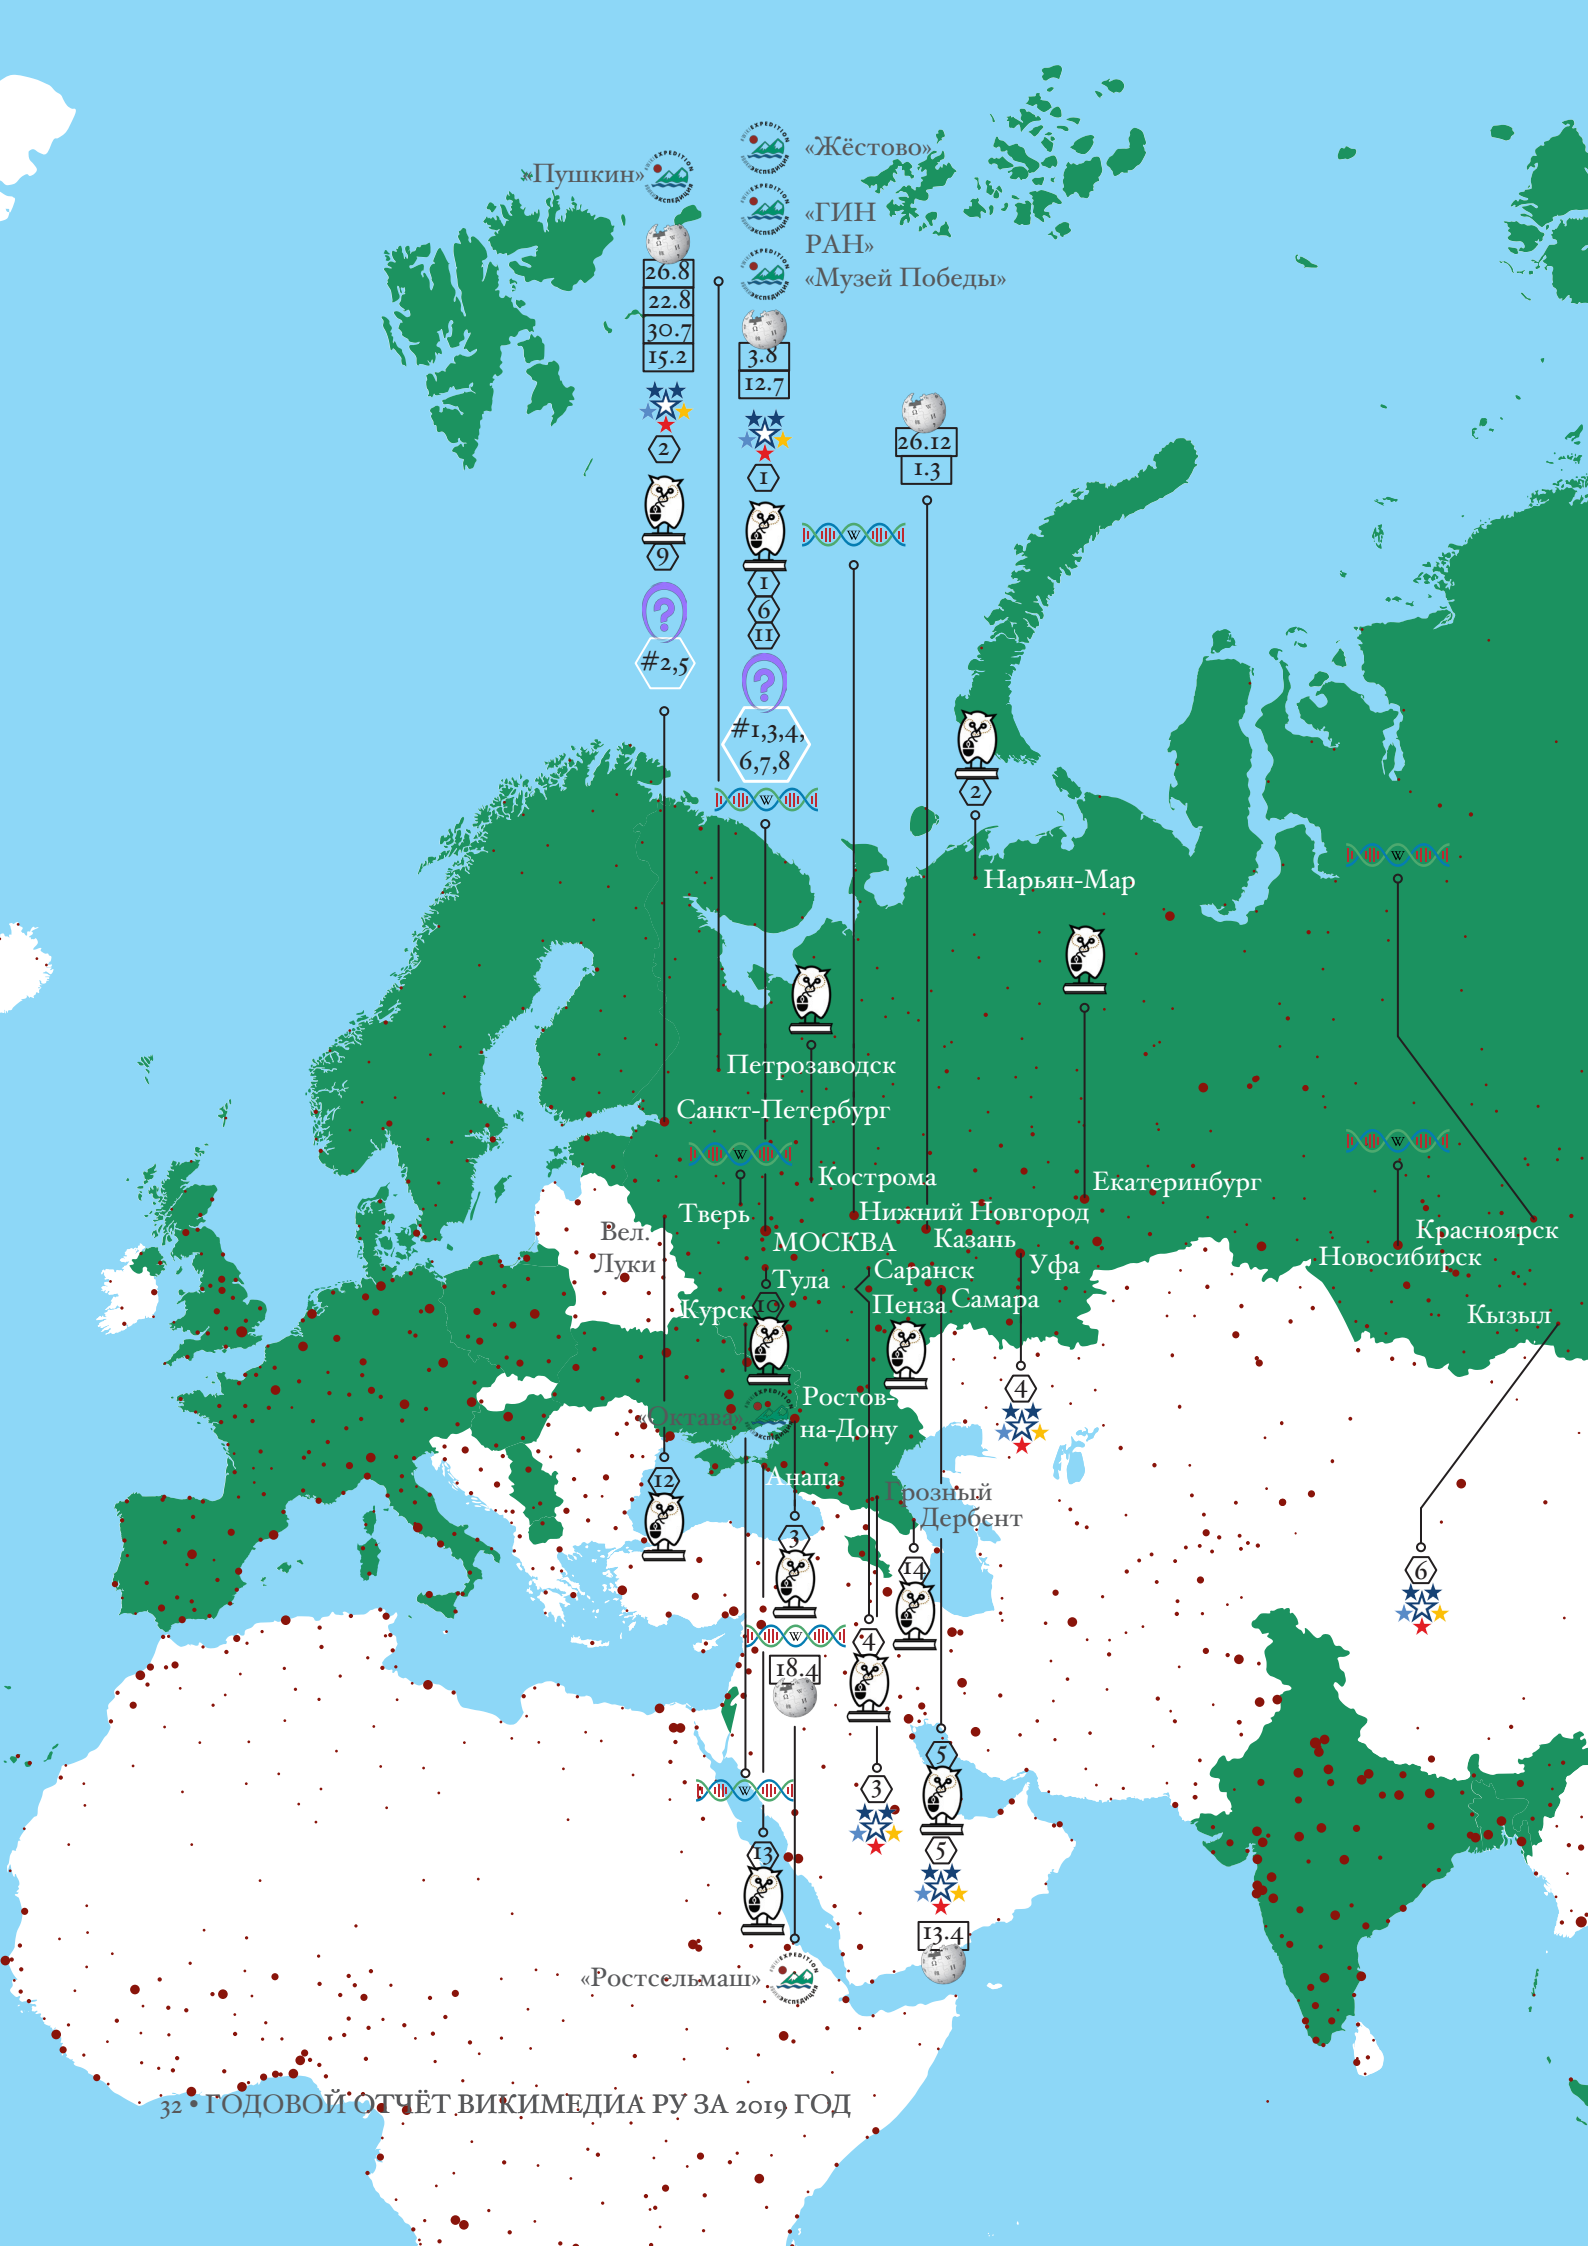 «Жёстово»
«Пушкин»
«ГИН
РАН»
«Музей Победы»
26.8
22.8
30.7
15.2
3.8
12.7
26.12
1.3
2
1
9
1
6
11
#2,5
#1,3,4,
6,7,8
W
W
2
W
Нарьян-Мар
Петрозаводск
Санкт-Петербург
W
W
Кострома
Екатеринбург
Тверь
Нижний Новгород
Вел.
Луки
МОСКВА
Казань
Красноярск
Новосибирск
Уфа
Саранск
Тула
Пенза
Самара
Курск
10
Кызыл
4
Ростов-
на-Дону
«Октава»
Анапа
12
Грозный
Дербент
3
14
6
W
4
18.4
5
3
W
13
5
13.4
«Ростсельмаш»
EXPEDITION
ЭКСПЕДИЦИЯ
32 • ГОДОВОЙ ОТЧЁТ ВИКИМЕДИА РУ ЗА 2019 ГОД